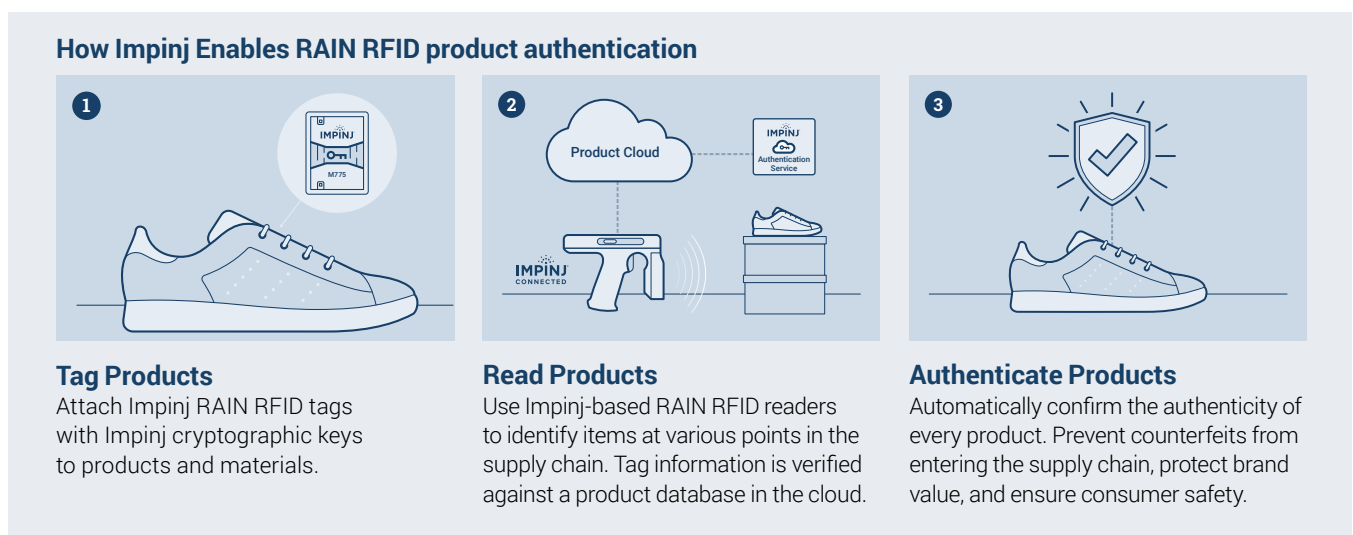 How Impinj Enables RAIN RFID product authentication
1
IMPINJ
M775
Tag Products
Attach Impinj RAIN RFID tags
with Impinj cryptographic keys
to products and materials.
2
Product Cloud
IMPINJ
Authentication
Service
IMPINJ
CONNECTED
Read Products
Use Impinj-based RAIN RFID readers
to identify items at various points in the
supply chain. Tag information is verified
against a product database in the cloud.
3
Authenticate Products
Automatically confirm the authenticity of
every product. Prevent counterfeits from
entering the supply chain, protect brand
value, and ensure consumer safety.